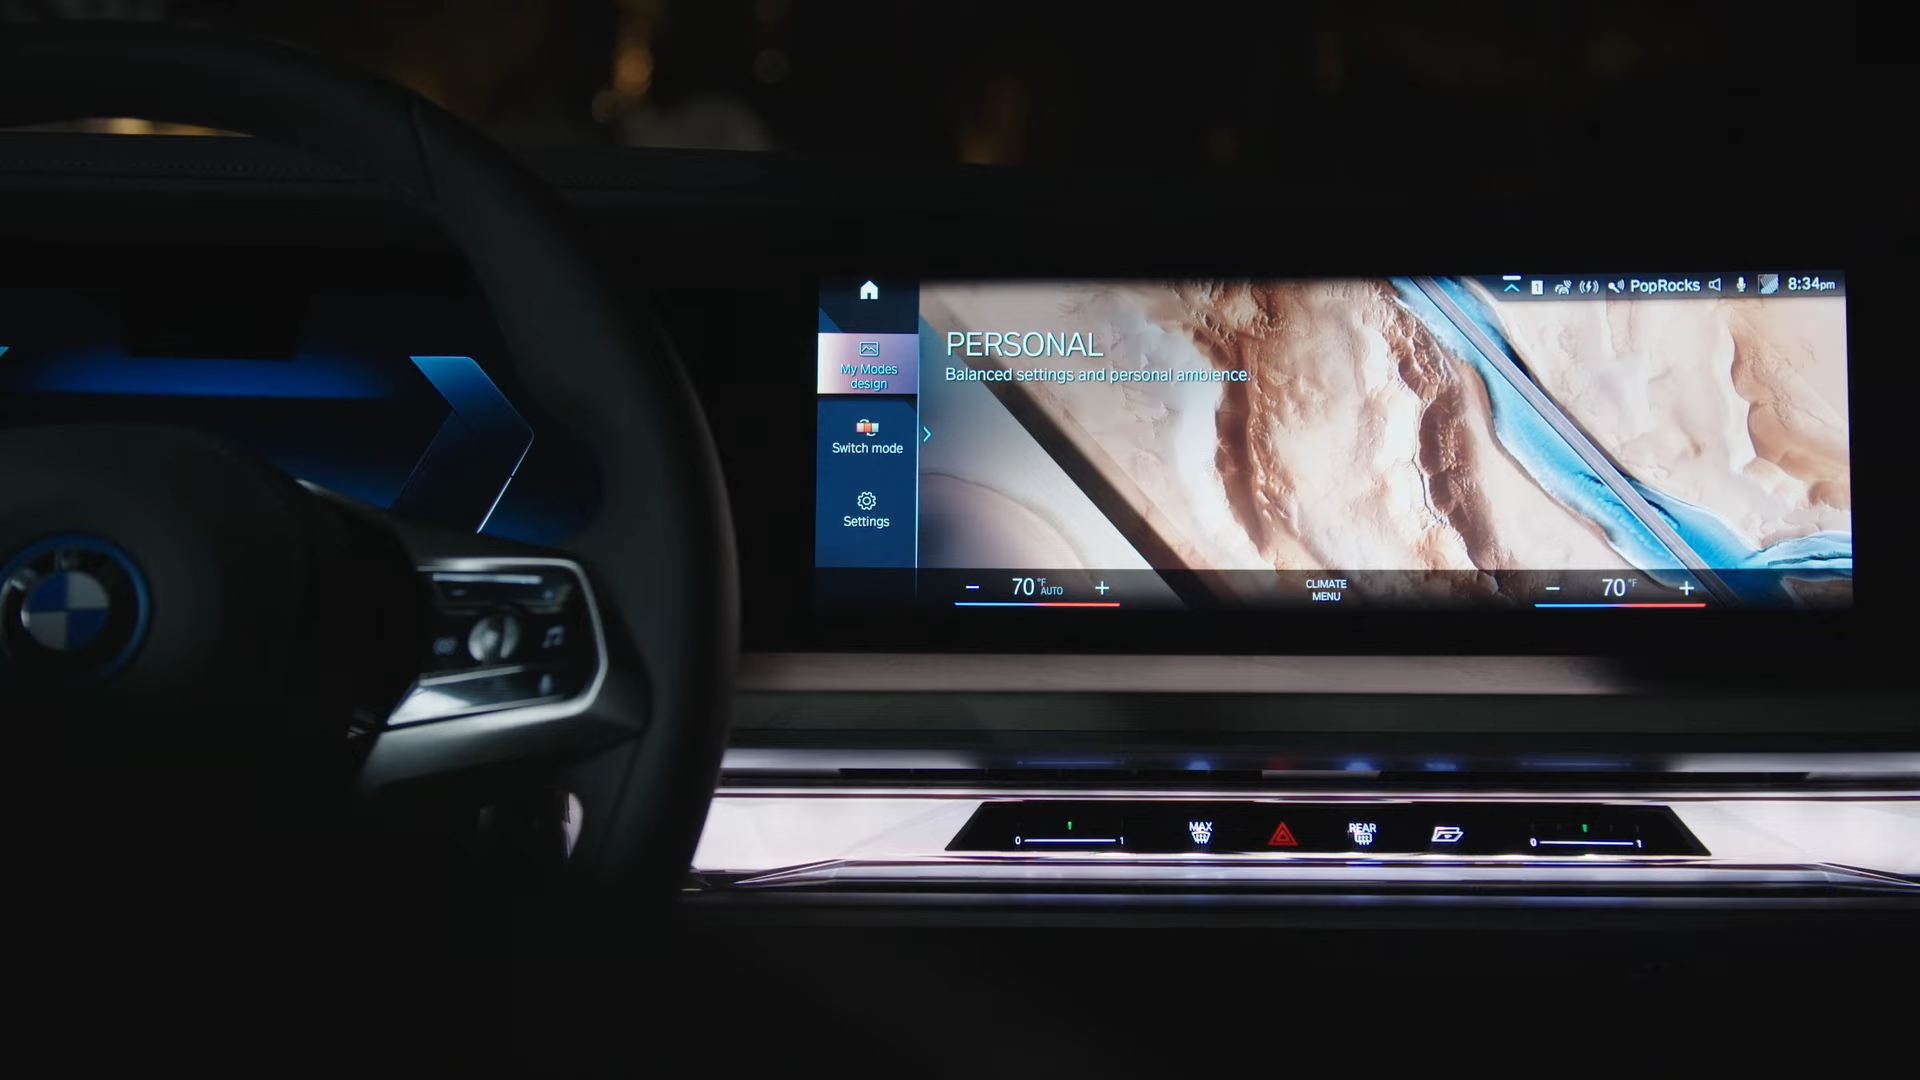 1 PopRocks 8:34pm
PERSONAL
Balanced settings and personal ambience.
My Modes
design
Switch mode
Settings
− 70 °F AUTO +
CLIMATE
MENU
− 70 °F +
MAX
REAR
0 1
0 1